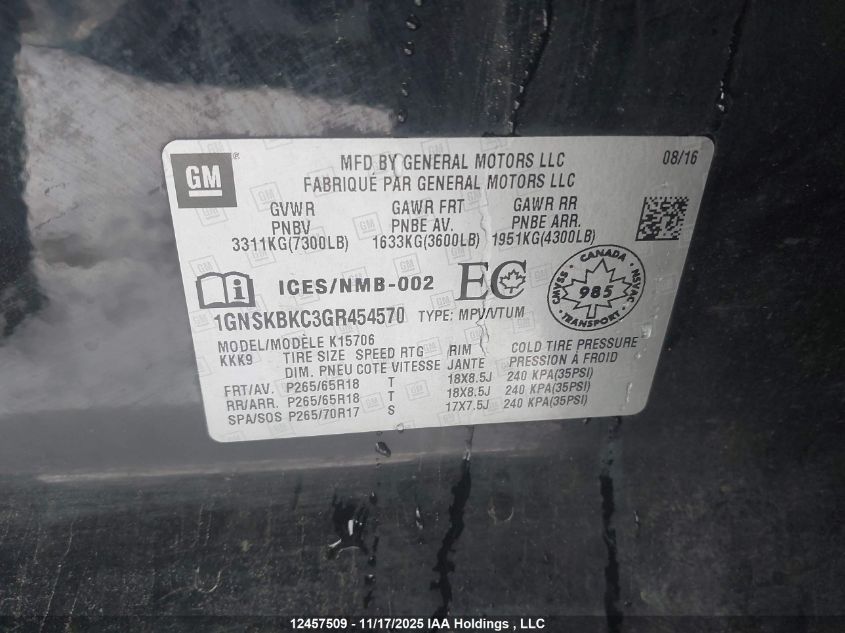 GM
MFD BY GENERAL MOTORS LLC 08/16
FABRIQUÉ PAR GENERAL MOTORS LLC
GVWR GAWR FRT GAWR RR
PNBV PNBE AV. PNBE ARR.
3311KG(7300LB) 1633KG(3600LB) 1951KG(4300LB)
ICES/NMB-002 EC
CANADA CMVSS NSVAC 985 TRANSPORT
1GNSKBKC3GR454570 TYPE: MPV/VTUM
MODEL/MODÈLE K15706
KKK9 TIRE SIZE SPEED RTG RIM COLD TIRE PRESSURE
DIM. PNEU COTE VITESSE JANTE PRESSION À FROID
FRT/AV. P265/65R18 T 18X8.5J 240 KPA(35PSI)
RR/ARR. P265/65R18 T 18X8.5J 240 KPA(35PSI)
SPA/SOS P265/70R17 S 17X7.5J 240 KPA(35PSI)
12457509 - 11/17/2025 IAA Holdings , LLC